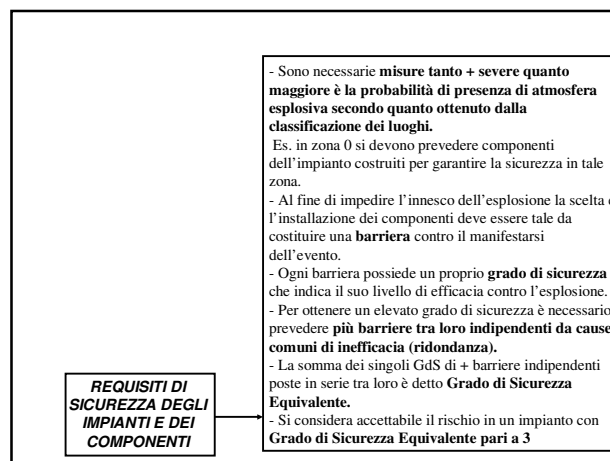 - Sono necessarie misure tanto + severe quanto
maggiore è la probabilità di presenza di atmosfera
esplosiva secondo quanto ottenuto dalla
classificazione dei luoghi.
Es. in zona 0 si devono prevedere componenti
dell'impianto costruiti per garantire la sicurezza in tale
zona.
- Al fine di impedire l'innesco dell'esplosione la scelta e
l'installazione dei componenti deve essere tale da
costituire una barriera contro il manifestarsi
dell'evento.
- Ogni barriera possiede un proprio grado di sicurezza
che indica il suo livello di efficacia contro l'esplosione.
- Per ottenere un elevato grado di sicurezza è necessario
prevedere più barriere tra loro indipendenti da cause
comuni di inefficacia (ridondanza).
- La somma dei singoli GdS di + barriere indipendenti
poste in serie tra loro è detto Grado di Sicurezza
Equivalente.
- Si considera accettabile il rischio in un impianto con
Grado di Sicurezza Equivalente pari a 3
REQUISITI DI
SICUREZZA DEGLI
IMPIANTI E DEI
COMPONENTI